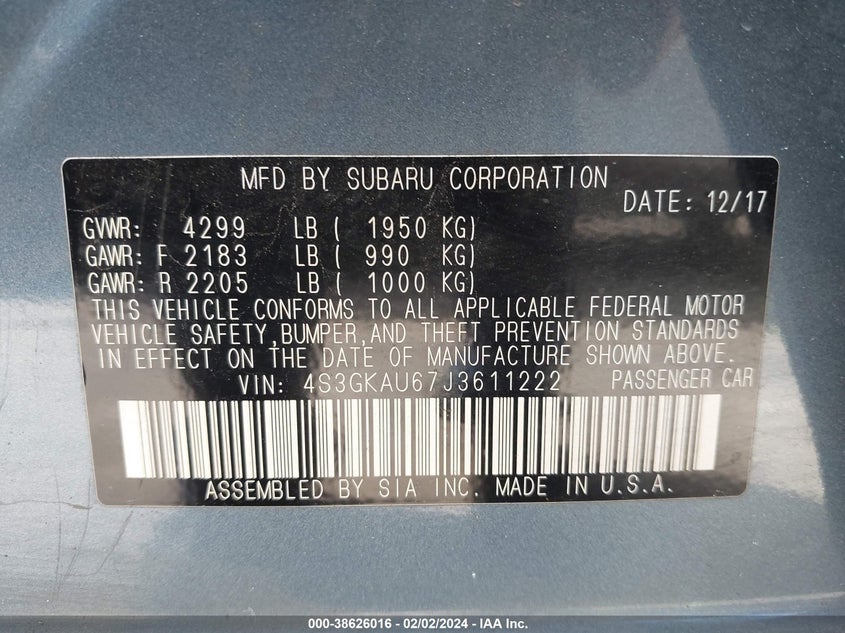 MFD BY SUBARU CORPORATION
DATE: 12/17
GVWR: 4299 LB ( 1950 KG)
GAWR: F 2183 LB ( 990 KG)
GAWR: R 2205 LB ( 1000 KG)
THIS VEHICLE CONFORMS TO ALL APPLICABLE FEDERAL MOTOR
VEHICLE SAFETY,BUMPER,AND THEFT PREVENTION STANDARDS
IN EFFECT ON THE DATE OF MANUFACTURE SHOWN ABOVE.
VIN: 4S3GKAU67J3611222 PASSENGER CAR
ASSEMBLED BY SIA INC. MADE IN U.S.A.
000-38626016 - 02/02/2024 - IAA Inc.